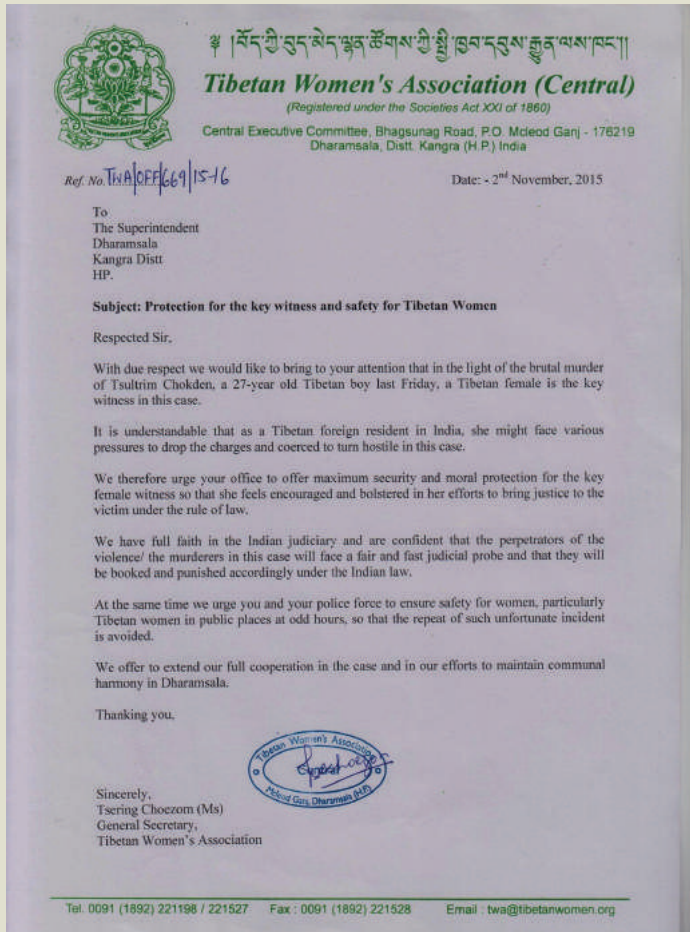 ༄ །བོད་ཀྱི་བུད་མེད་ལྷན་ཚོགས་ཀྱི་སྤྱི་ཁྱབ་དབུས་རྒྱུན་ལས་ཁང་།།
Tibetan Women's Association (Central)
(Registered under the Societies Act XXI of 1860)
Central Executive Committee, Bhagsunag Road, P.O. Mcleod Ganj - 176219
Dharamsala, Distt. Kangra (H.P.) India
Ref. No. TWA/OFF/669/15-16
Date: - 2nd November, 2015
To
The Superintendent
Dharamsala
Kangra Distt
HP.
Subject: Protection for the key witness and safety for Tibetan Women
Respected Sir,
With due respect we would like to bring to your attention that in the light of the brutal murder
of Tsultrim Chokden, a 27-year old Tibetan boy last Friday, a Tibetan female is the key
witness in this case.
It is understandable that as a Tibetan foreign resident in India, she might face various
pressures to drop the charges and coerced to turn hostile in this case.
We therefore urge your office to offer maximum security and moral protection for the key
female witness so that she feels encouraged and bolstered in her efforts to bring justice to the
victim under the rule of law.
We have full faith in the Indian judiciary and are confident that the perpetrators of the
violence/ the murderers in this case will face a fair and fast judicial probe and that they will
be booked and punished accordingly under the Indian law.
At the same time we urge you and your police force to ensure safety for women, particularly
Tibetan women in public places at odd hours, so that the repeat of such unfortunate incident
is avoided.
We offer to extend our full cooperation in the case and in our efforts to maintain communal
harmony in Dharamsala.
Thanking you,
Tibetan Women's Association
Mcleod Ganj, Dharamsala (H.P.)
Sincerely,
Tsering Choezom (Ms)
General Secretary,
Tibetan Women's Association
Tel. 0091 (1892) 221198 / 221527 Fax : 0091 (1892) 221528 Email : twa@tibetanwomen.org